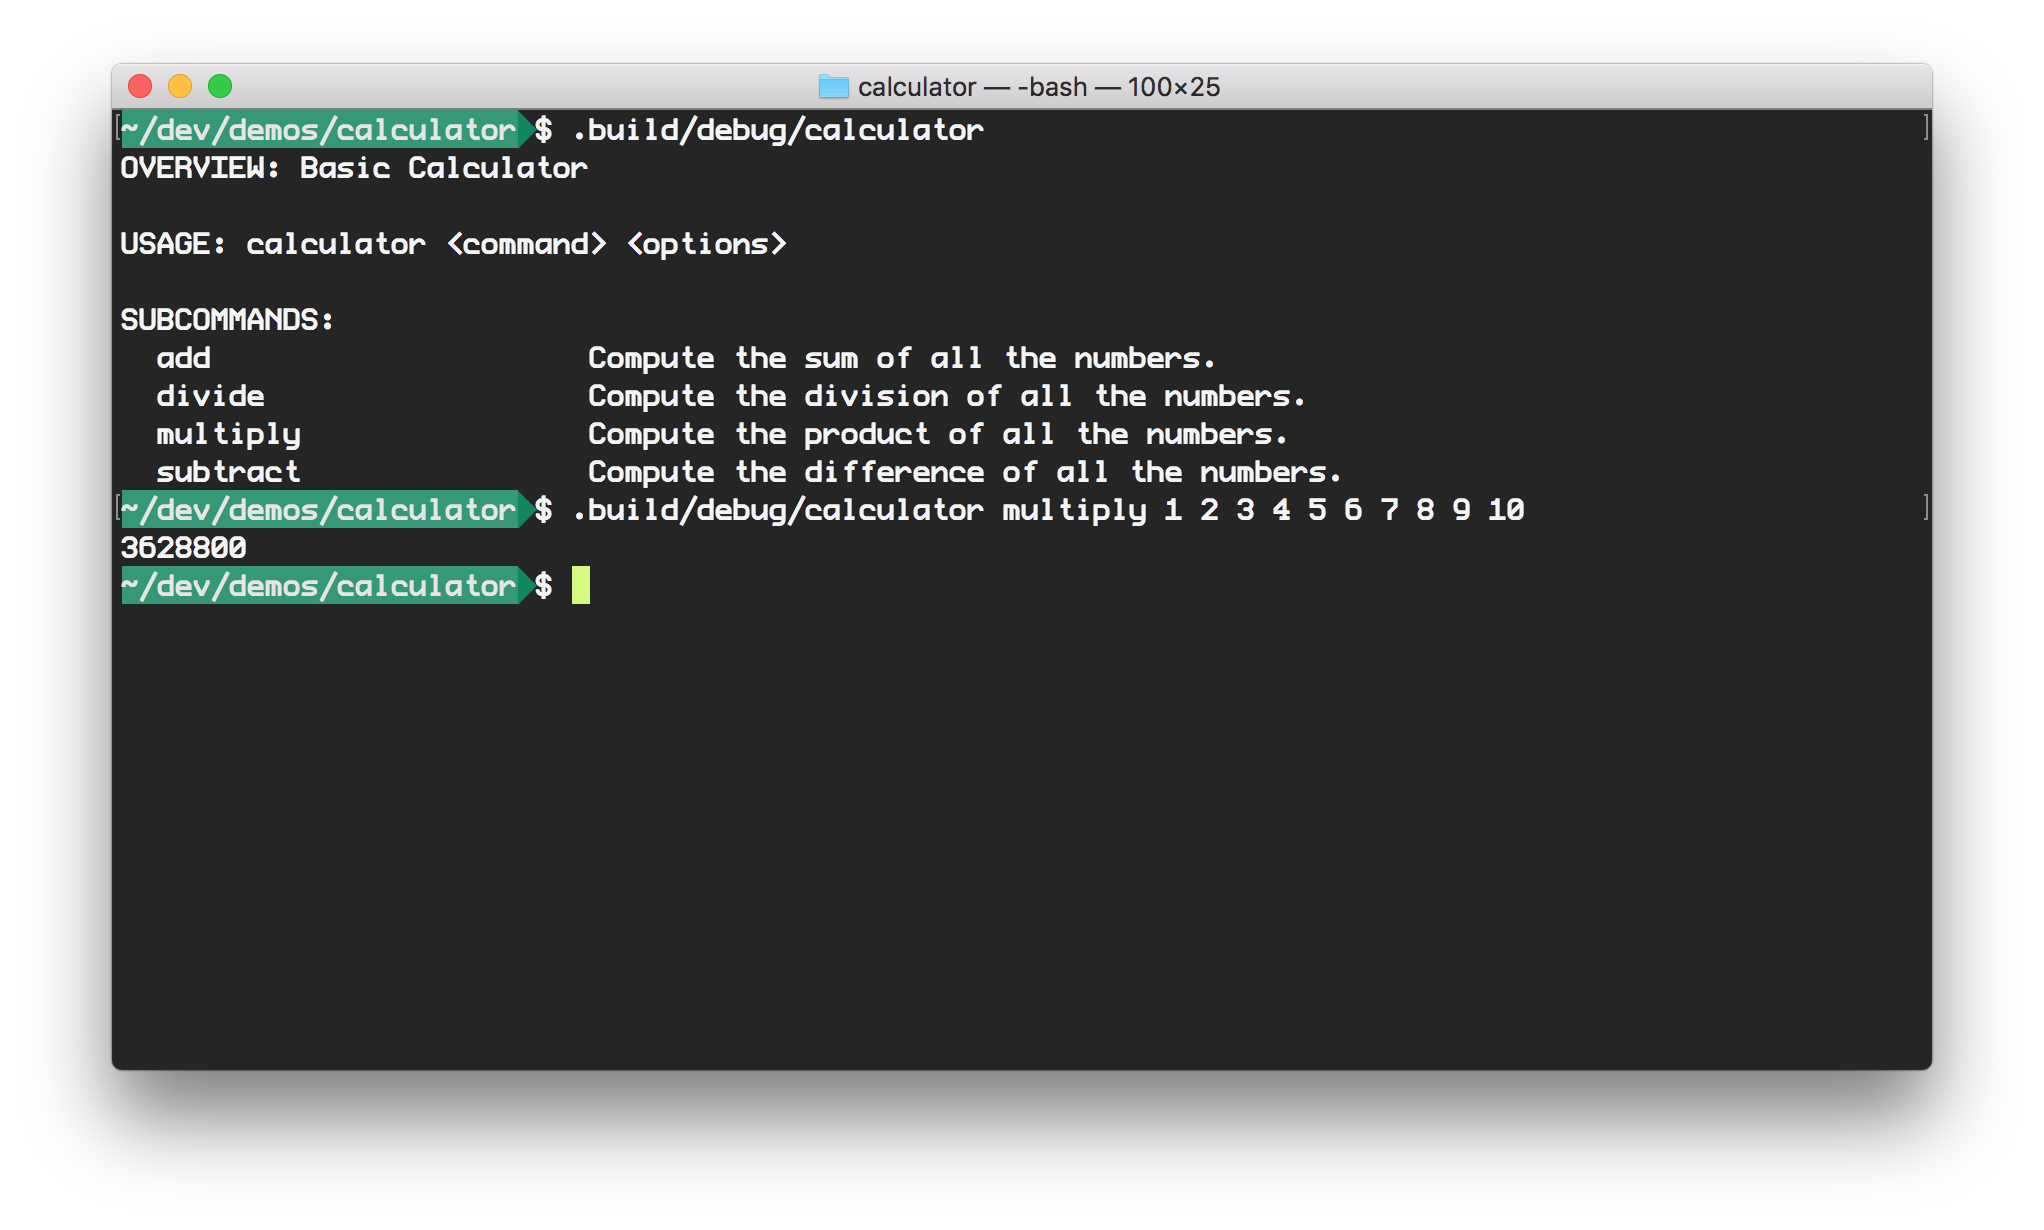 calculator — -bash — 100×25
~/dev/demos/calculator $ .build/debug/calculator
OVERVIEW: Basic Calculator
USAGE: calculator <command> <options>
SUBCOMMANDS:
add Compute the sum of all the numbers.
divide Compute the division of all the numbers.
multiply Compute the product of all the numbers.
subtract Compute the difference of all the numbers.
~/dev/demos/calculator $ .build/debug/calculator multiply 1 2 3 4 5 6 7 8 9 10
3628800
~/dev/demos/calculator $